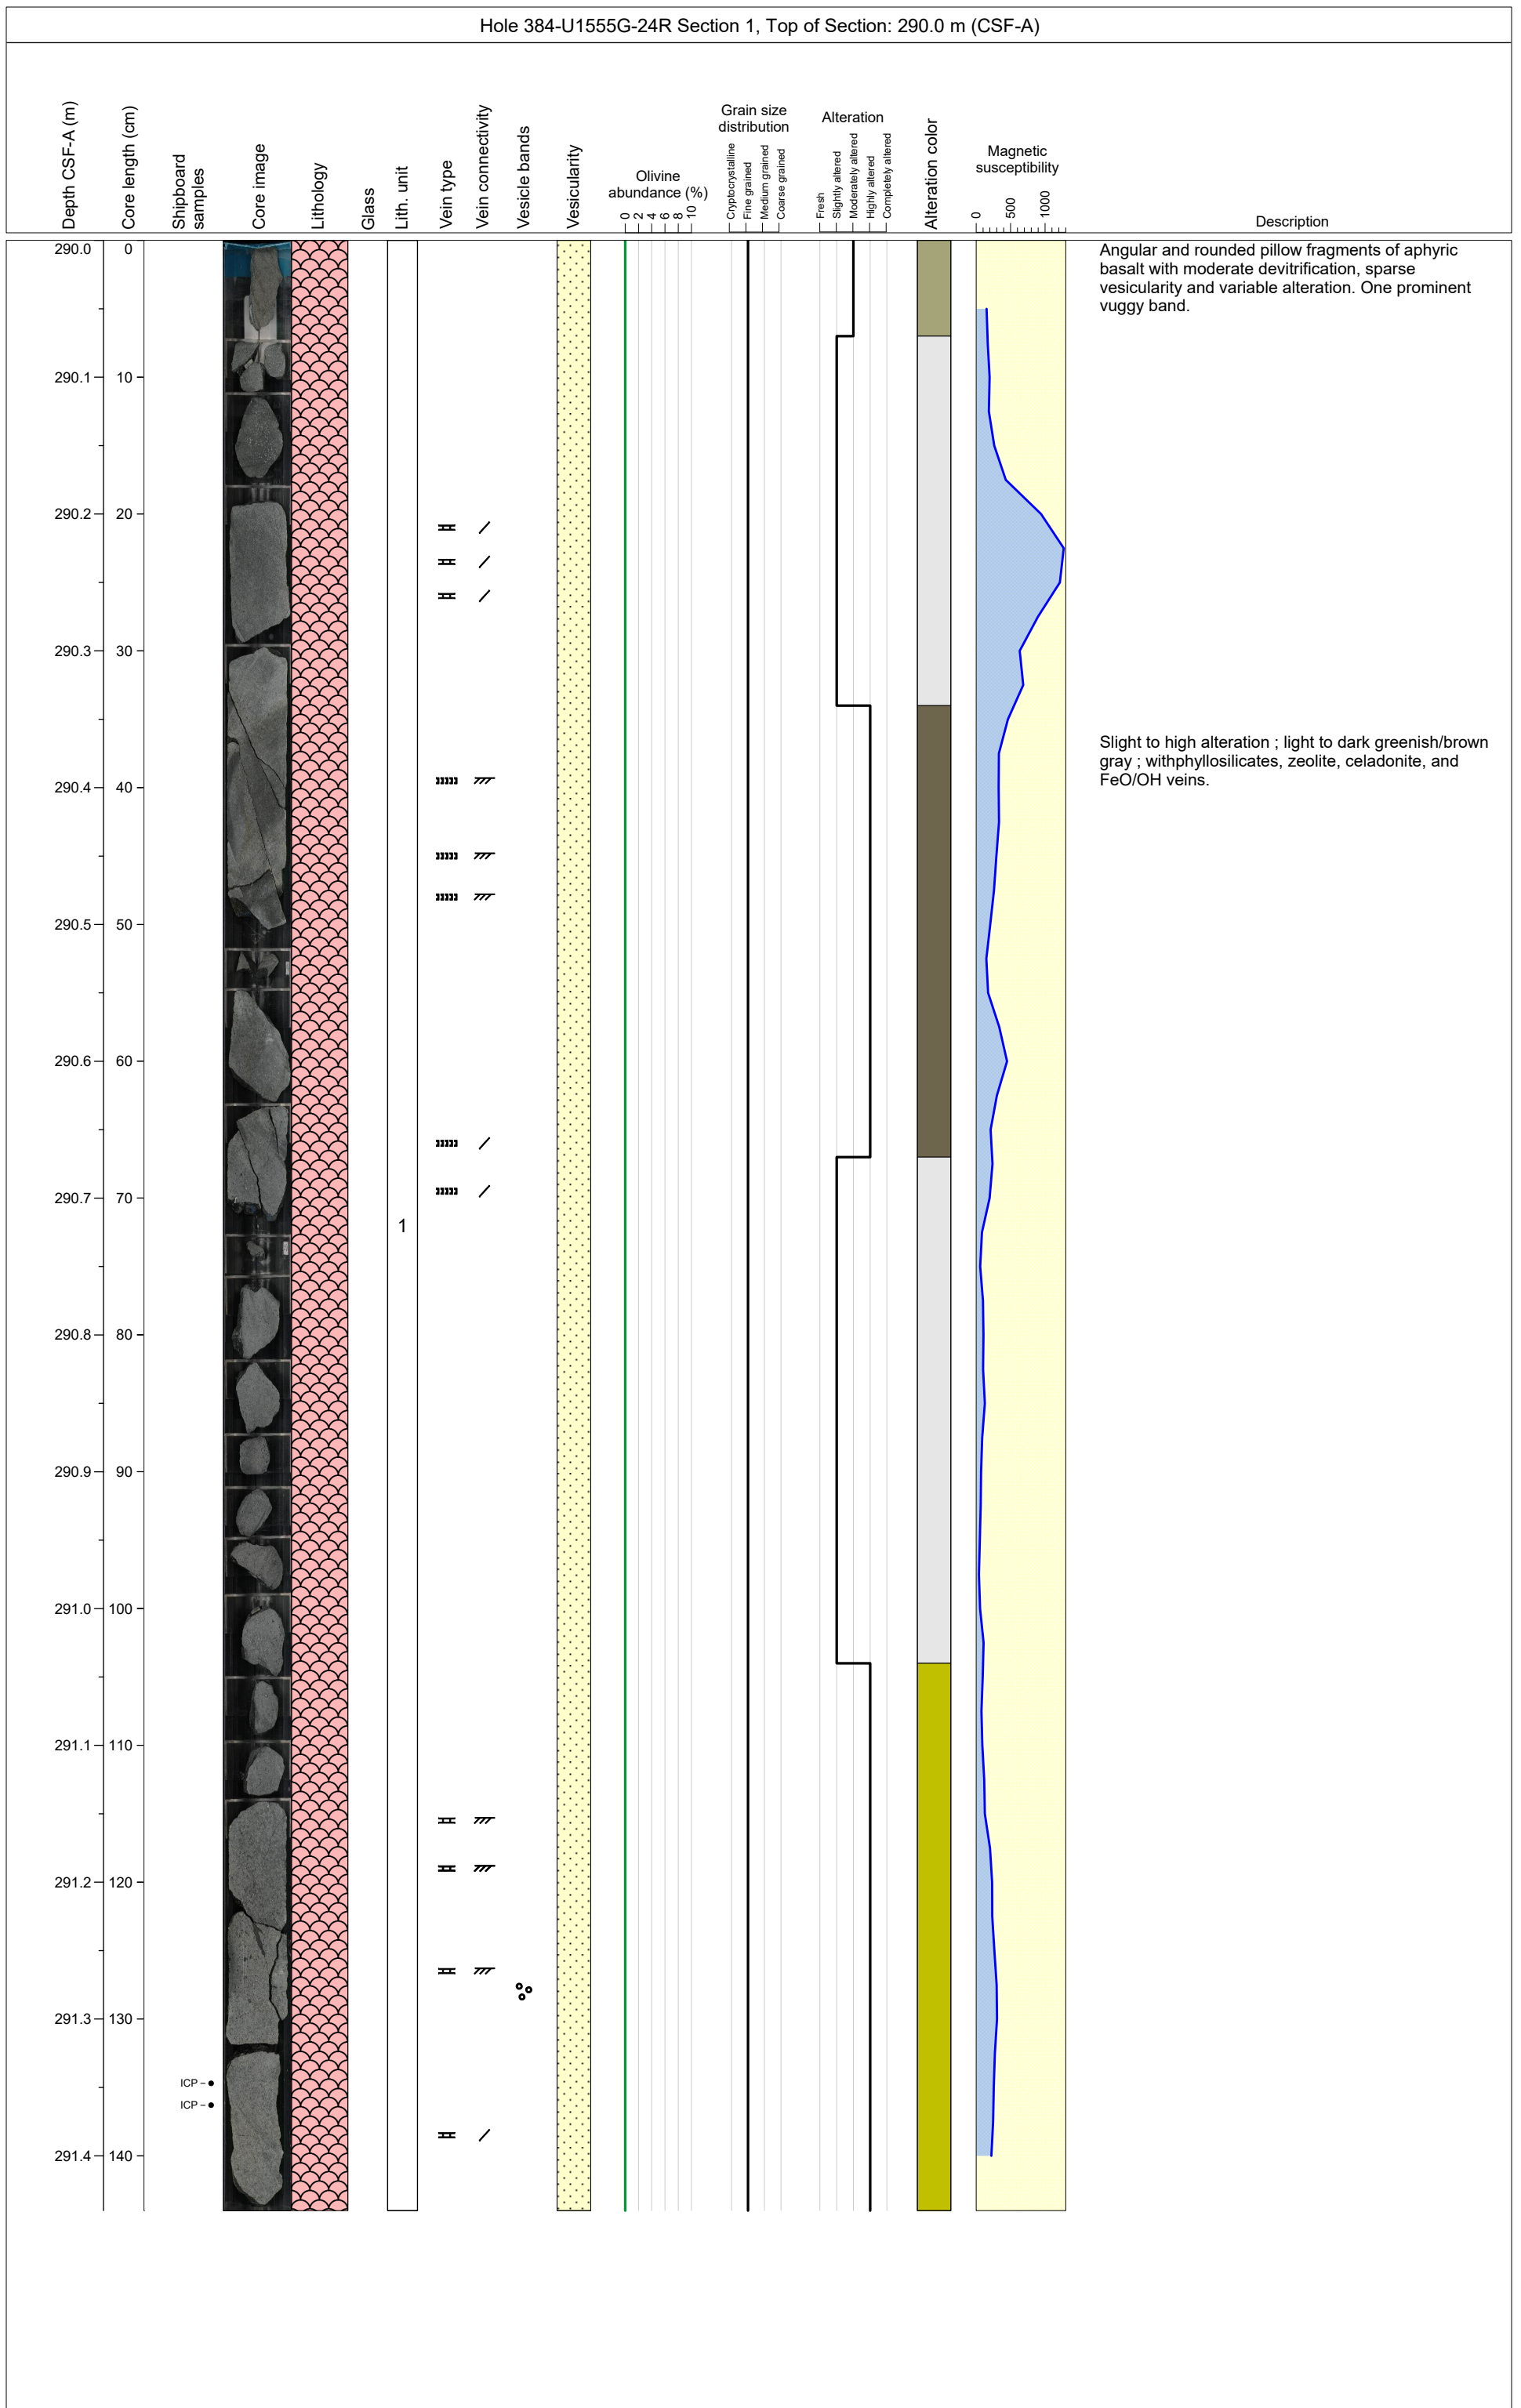 Hole 384-U1555G-24R Section 1, Top of Section: 290.0 m (CSF-A)
Depth CSF-A (m)
Core length (cm)
Shipboard
samples
Core image
Lithology
Glass
Lith. unit
Vein type
Vein connectivity
Vesicle bands
Vesicularity
Olivine
abundance (%)
0 2 4 6 8 10
Grain size
distribution
Cryptocrystalline
Fine grained
Medium grained
Coarse grained
Alteration
Fresh
Slightly altered
Moderately altered
Highly altered
Completely altered
Alteration color
Magnetic
susceptibility
0 500 1000
Description
290.0 0
Angular and rounded pillow fragments of aphyric
basalt with moderate devitrification, sparse
vesicularity and variable alteration. One prominent
vuggy band.
290.1 10
290.2 20
290.3 30
Slight to high alteration ; light to dark greenish/brown
gray ; withphyllosilicates, zeolite, celadonite, and
FeO/OH veins.
290.4 40
290.5 50
290.6 60
290.7 70
1
290.8 80
290.9 90
291.0 100
291.1 110
291.2 120
291.3 130
ICP
ICP
291.4 140